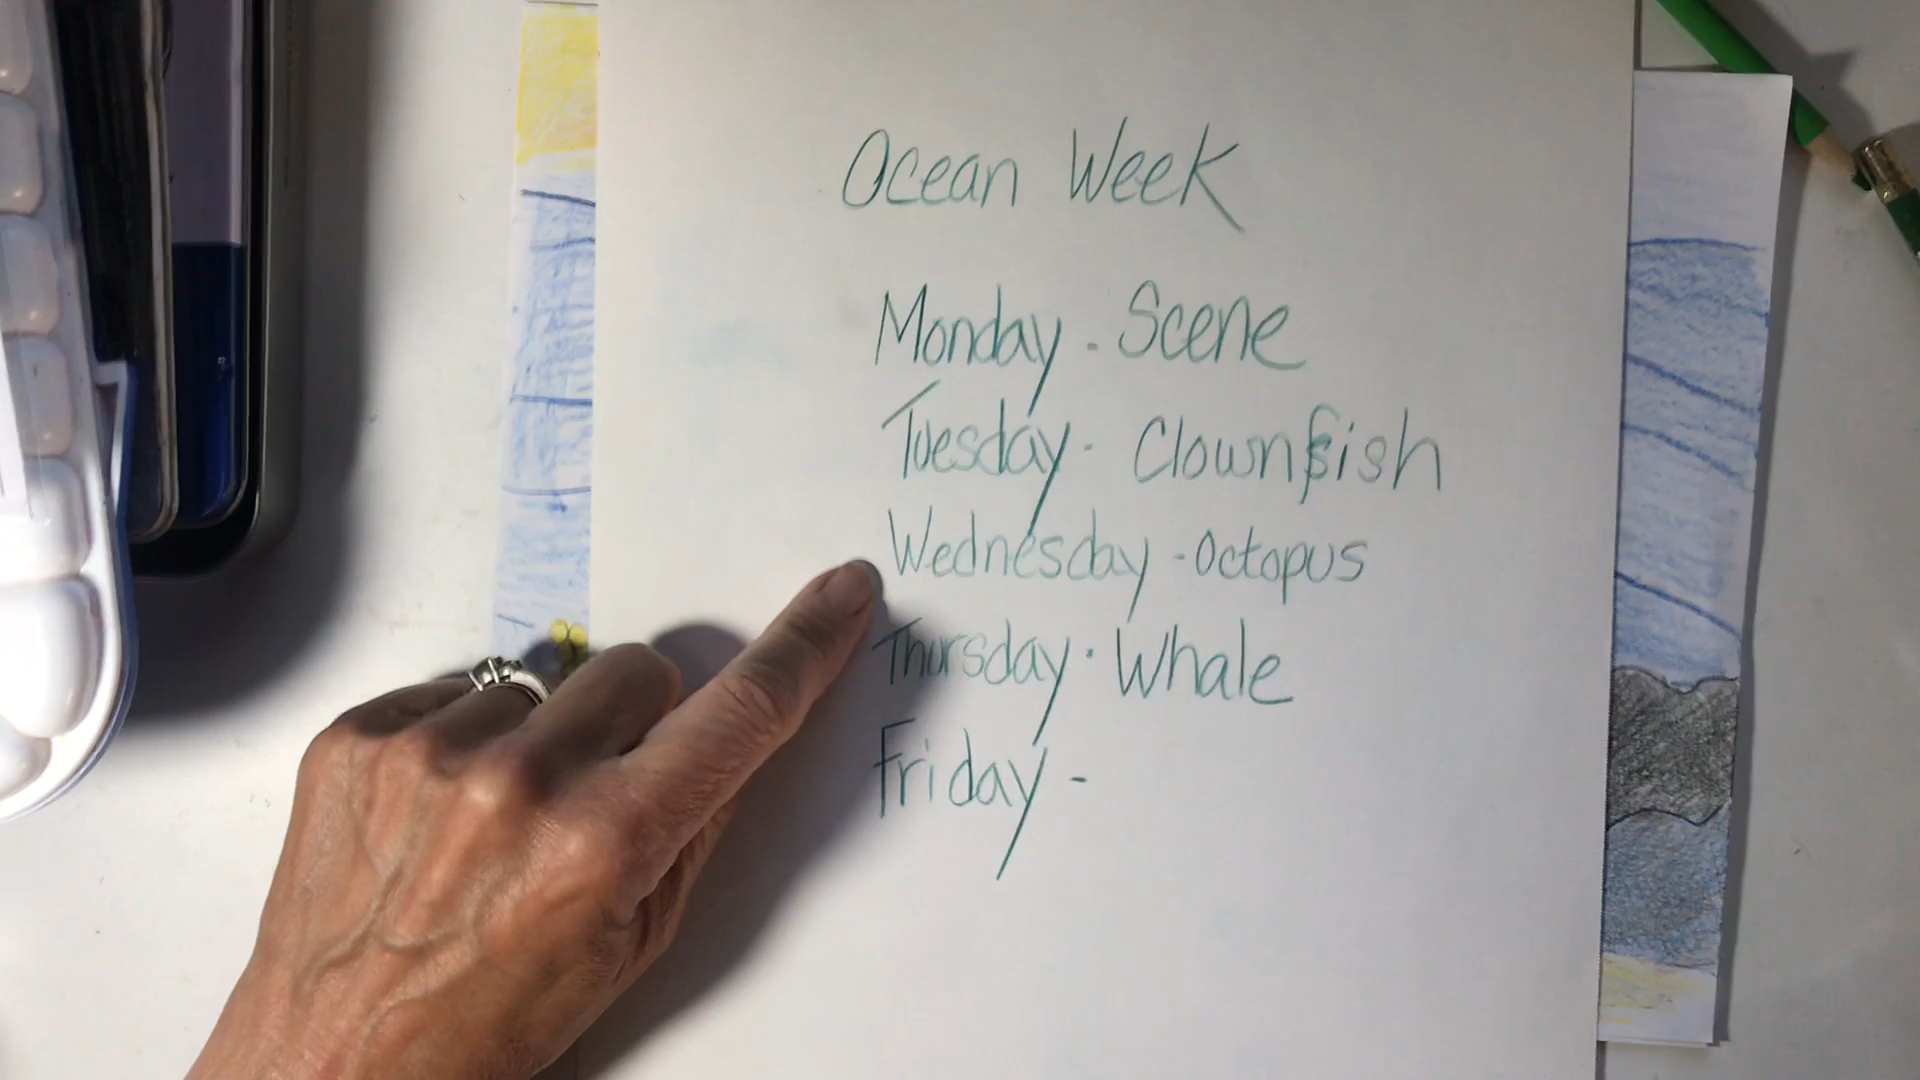 Ocean Week
Monday - Scene
Tuesday - Clownfish
Wednesday - Octopus
Thursday - Whale
Friday -